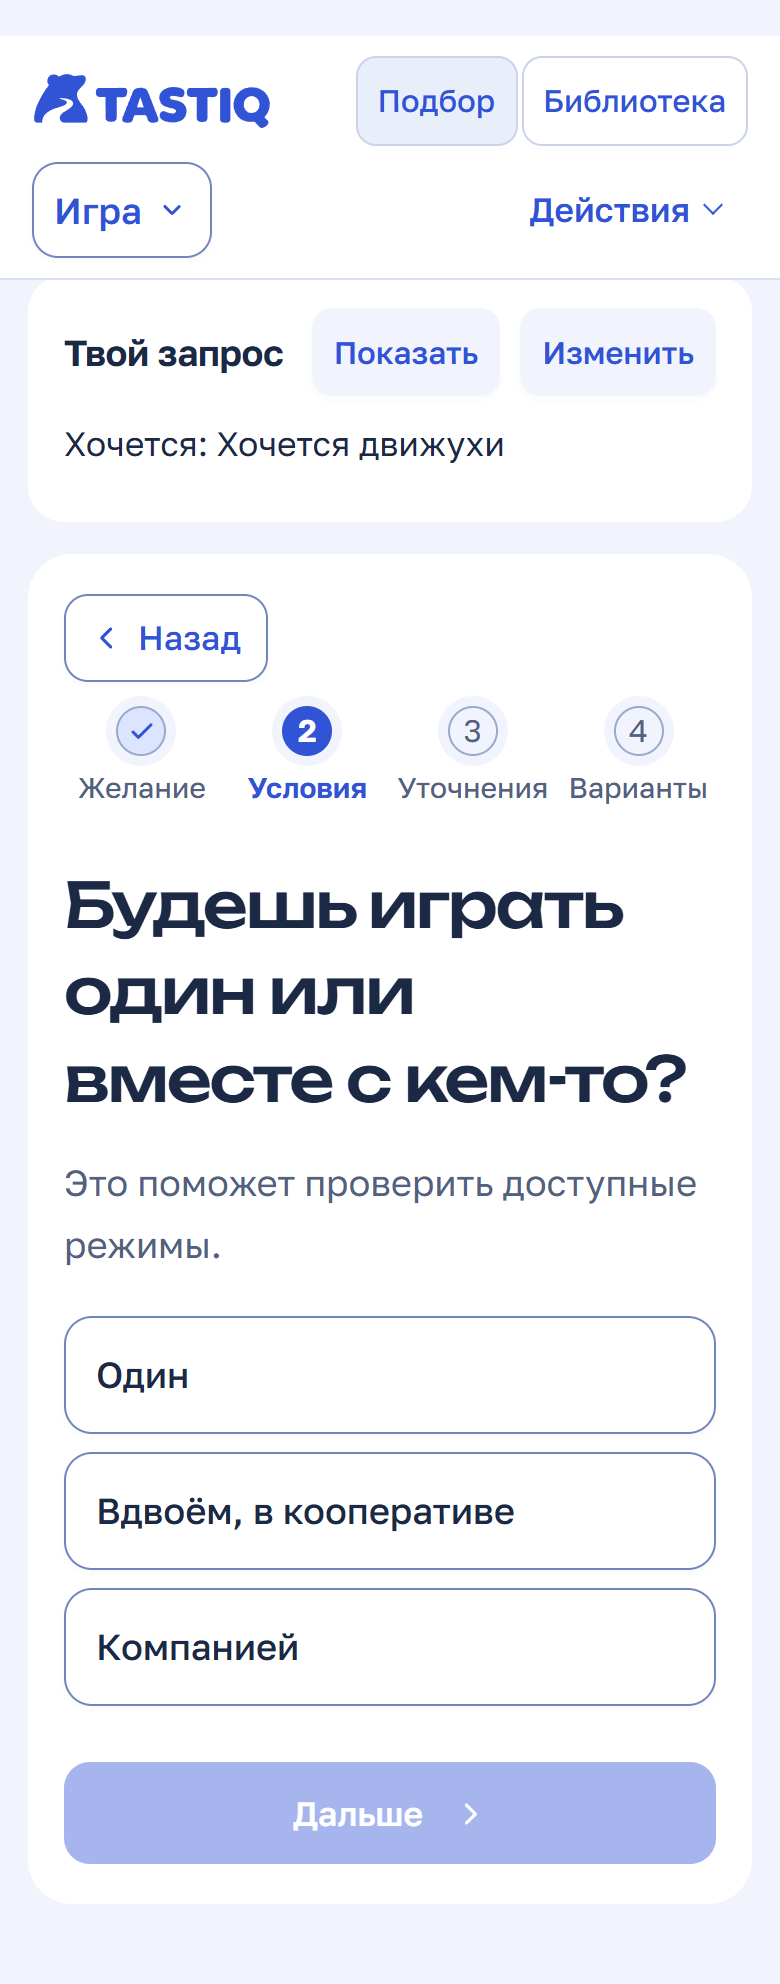 TASTIQ
Подбор
Библиотека
Игра
Действия
Твой запрос
Показать
Изменить
Хочется: Хочется движухи
Назад
2
3
4
Желание
Условия
Уточнения
Варианты
Будешь играть
один или
вместе с кем-то?
Это поможет проверить доступные
режимы.
Один
Вдвоём, в кооперативе
Компанией
Дальше